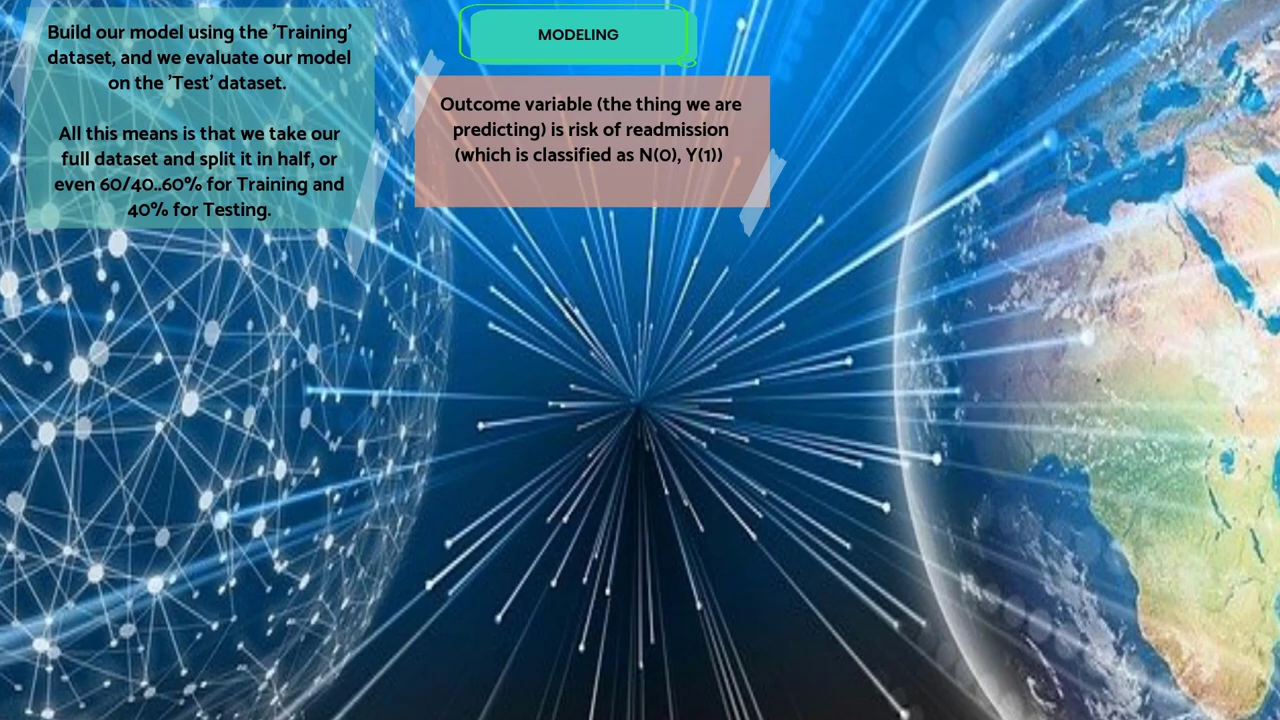 MODELING
Build our model using the 'Training'
dataset, and we evaluate our model
on the 'Test' dataset.
All this means is that we take our
full dataset and split it in half, or
even 60/40..60% for Training and
40% for Testing.
Outcome variable (the thing we are
predicting) is risk of readmission
(which is classified as N(0), Y(1))